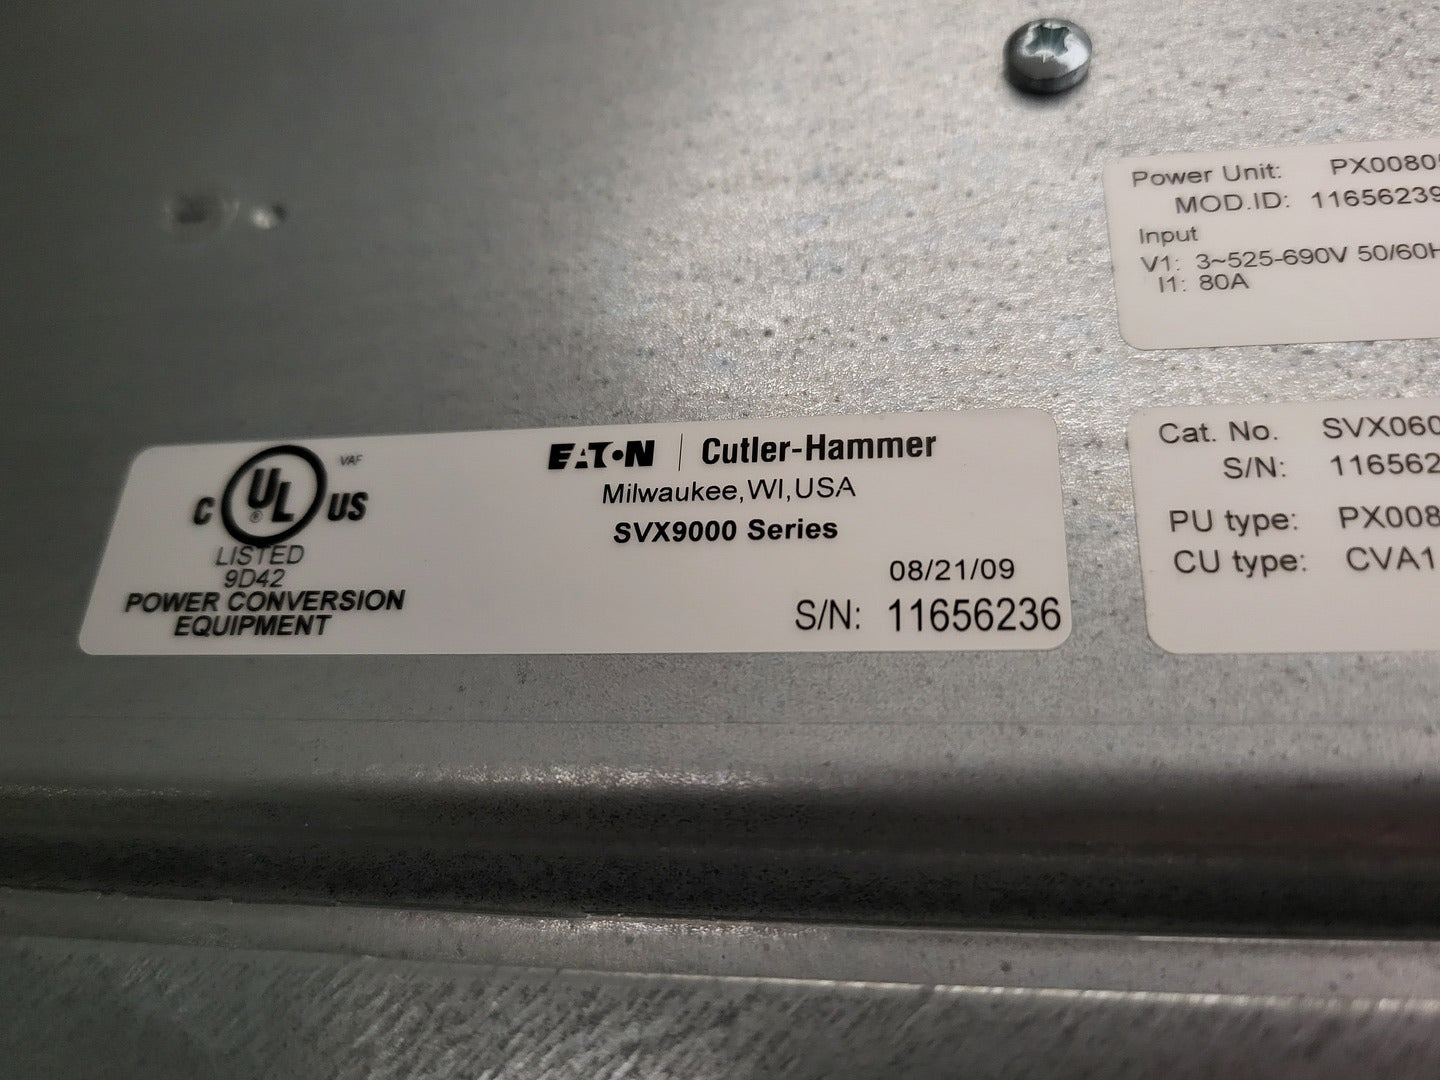 Power Unit: PX0080
MOD.ID: 11656239
Input
V1: 3~525-690V 50/60H
I1: 80A
C UL® US
VAF
LISTED
9D42
POWER CONVERSION
EQUIPMENT
EATON | Cutler-Hammer
Milwaukee,WI,USA
SVX9000 Series
08/21/09
S/N: 11656236
Cat. No. SVX060
S/N: 116562
PU type: PX008
CU type: CVA1